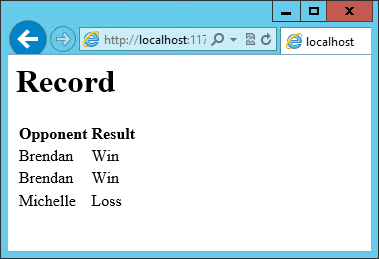 http://localhost:117
localhost
Record
Opponent Result
Brendan Win
Brendan Win
Michelle Loss